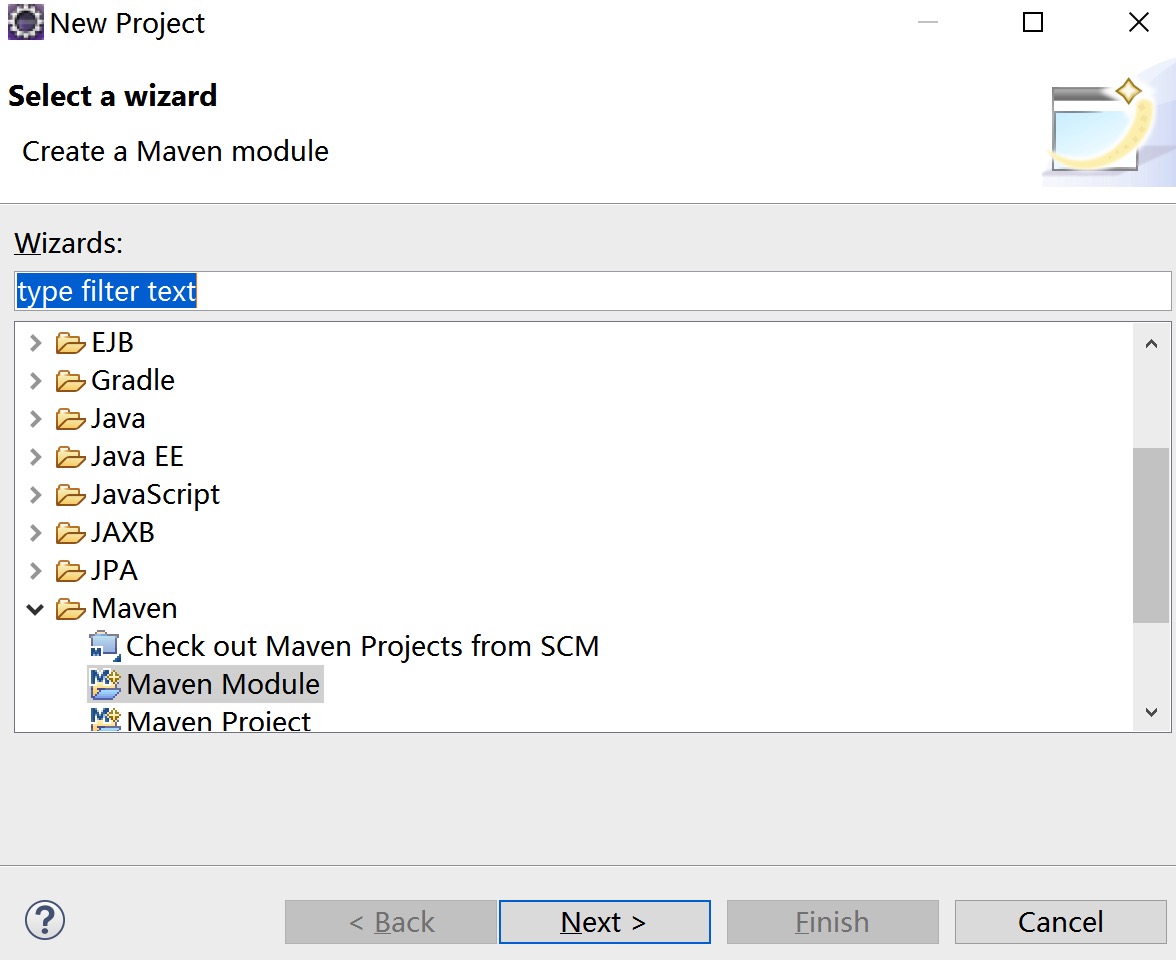 New Project
Select a wizard
Create a Maven module
Wizards:
type filter text
EJB
Gradle
Java
Java EE
JavaScript
JAXB
JPA
Maven
Check out Maven Projects from SCM
Maven Module
Maven Project
< Back
Next >
Finish
Cancel